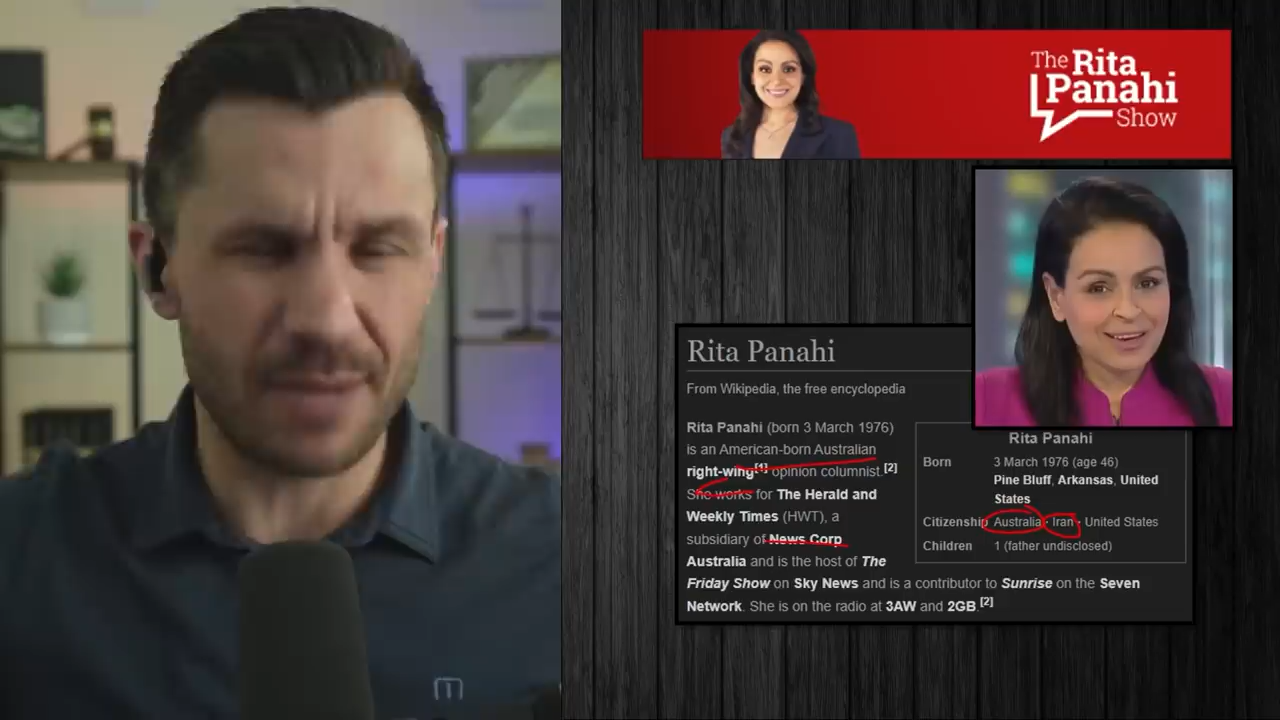 The Rita
Panahi
Show
Rita Panahi
From Wikipedia, the free encyclopedia
Rita Panahi (born 3 March 1976)
is an American-born Australian
right-wing[1] opinion columnist.[2]
She works for The Herald and
Weekly Times (HWT), a
subsidiary of News Corp
Australia and is the host of The
Friday Show on Sky News and is a contributor to Sunrise on the Seven
Network. She is on the radio at 3AW and 2GB.[2]
Rita Panahi
Born 3 March 1976 (age 46)
Pine Bluff, Arkansas, United
States
Citizenship Australia · Iran · United States
Children 1 (father undisclosed)